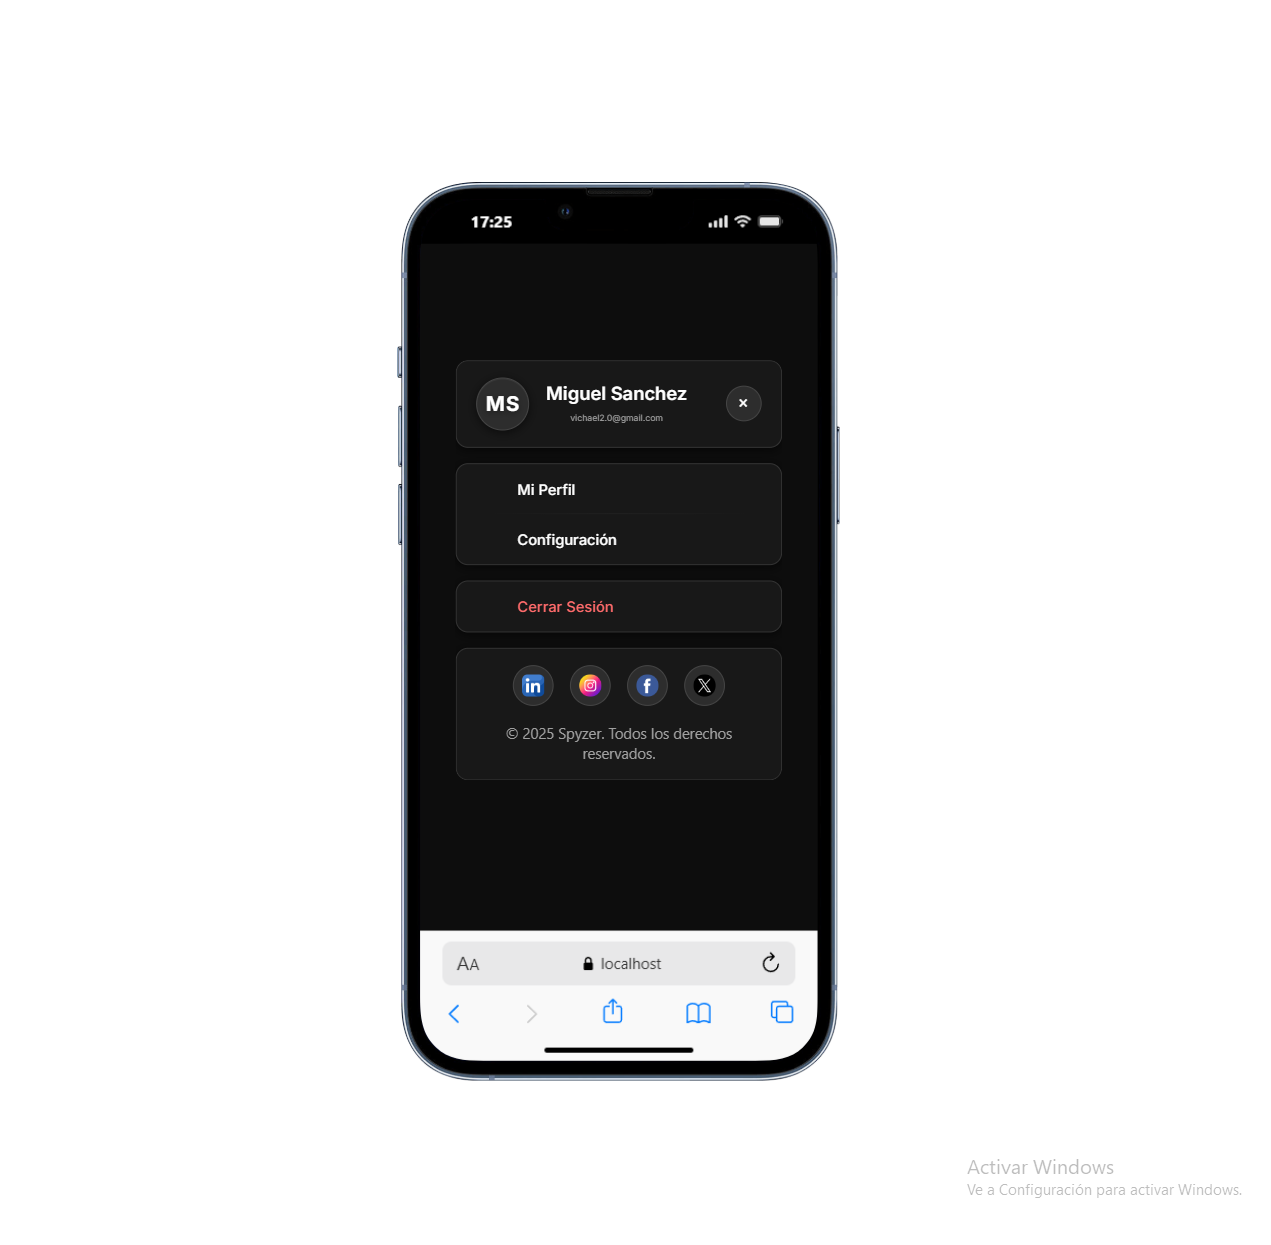 17:25
MS
Miguel Sanchez
vichael2.0@gmail.com
×
Mi Perfil
Configuración
Cerrar Sesión
in
f
X
© 2025 Spyzer. Todos los derechos
reservados.
AA
localhost
Activar Windows
Ve a Configuración para activar Windows.